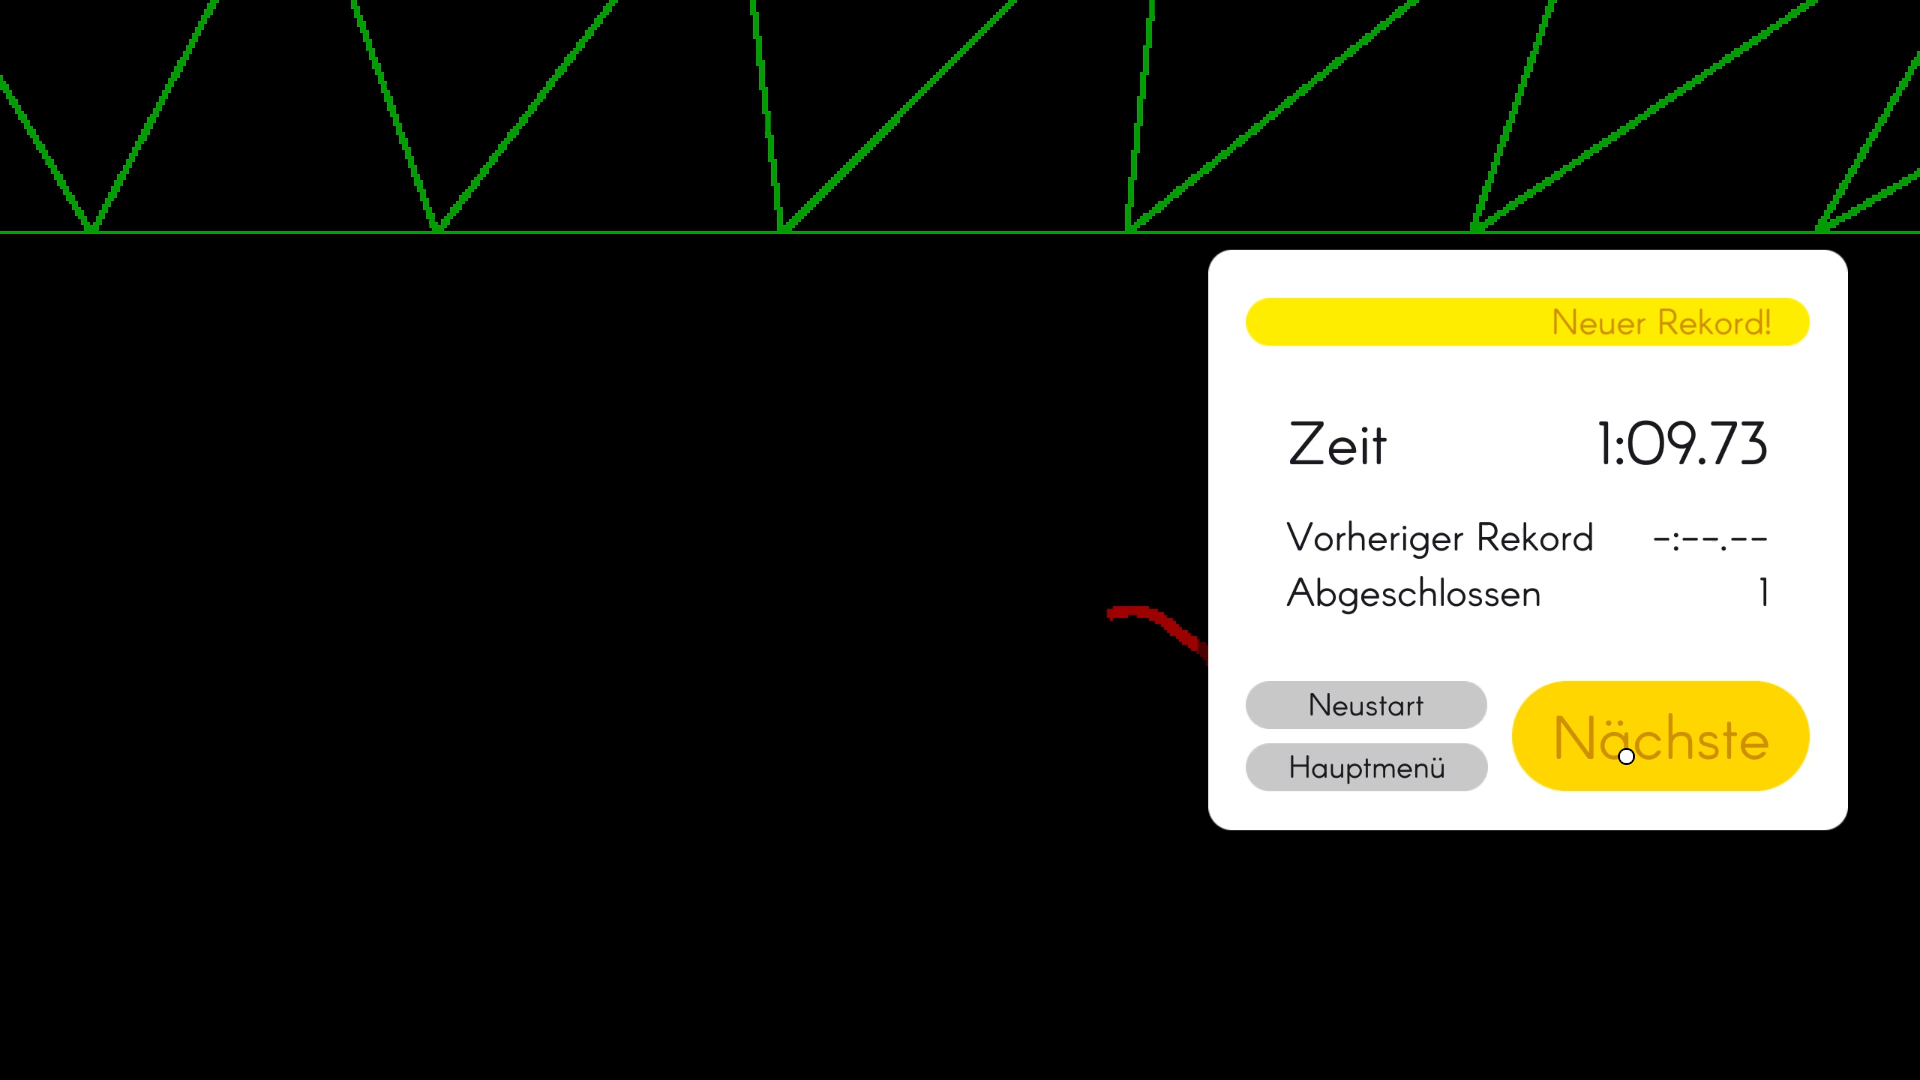 Neuer Rekord!
Zeit 1:09.73
Vorheriger Rekord -:--.--
Abgeschlossen 1
Neustart
Hauptmenü
Nächste